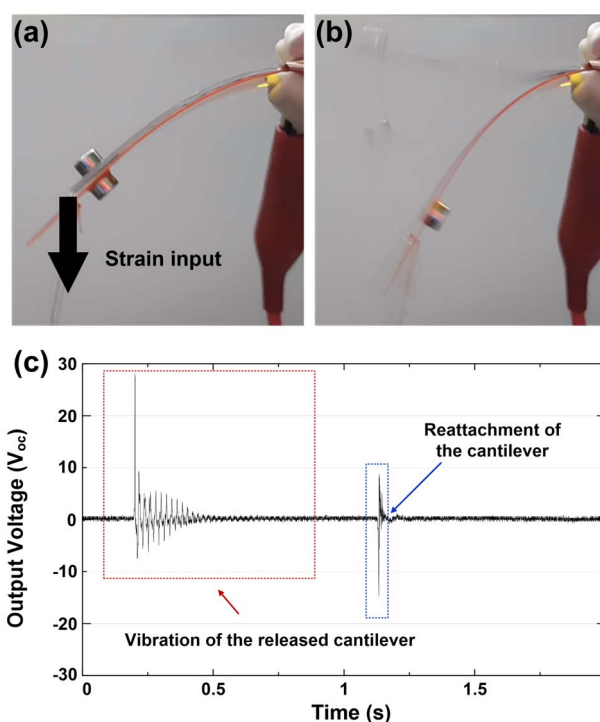 (a)
(b)
Strain input
(c)
30
20
10
0
-10
-20
-30
Output Voltage (Voc)
Reattachment of
the cantilever
Vibration of the released cantilever
0
0.5
1
1.5
2
Time (s)